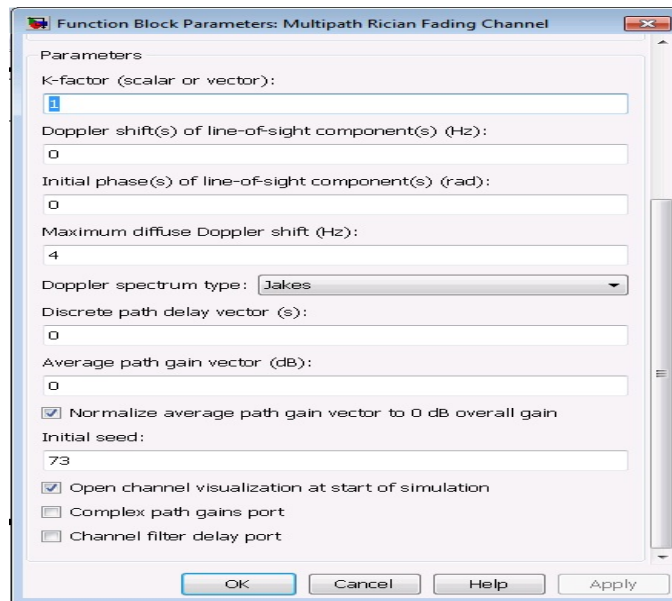 Function Block Parameters: Multipath Rician Fading Channel
Parameters
K-factor (scalar or vector):
1
Doppler shift(s) of line-of-sight component(s) (Hz):
0
Initial phase(s) of line-of-sight component(s) (rad):
0
Maximum diffuse Doppler shift (Hz):
4
Doppler spectrum type: Jakes
Discrete path delay vector (s):
0
Average path gain vector (dB):
0
Normalize average path gain vector to 0 dB overall gain
Initial seed:
73
Open channel visualization at start of simulation
Complex path gains port
Channel filter delay port
OK Cancel Help Apply